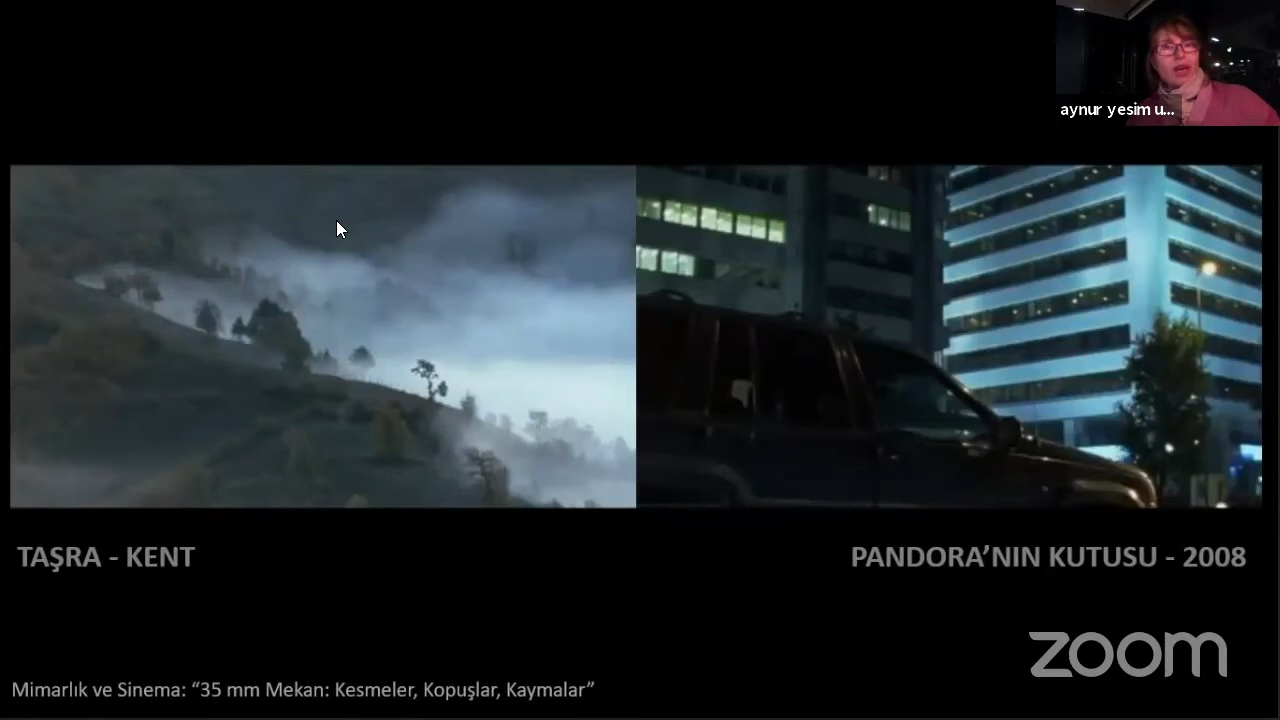 aynur yesim u...
TAŞRA - KENT
PANDORA’NIN KUTUSU - 2008
zoom
Mimarlık ve Sinema: “35 mm Mekan: Kesmeler, Kopuşlar, Kaymalar”